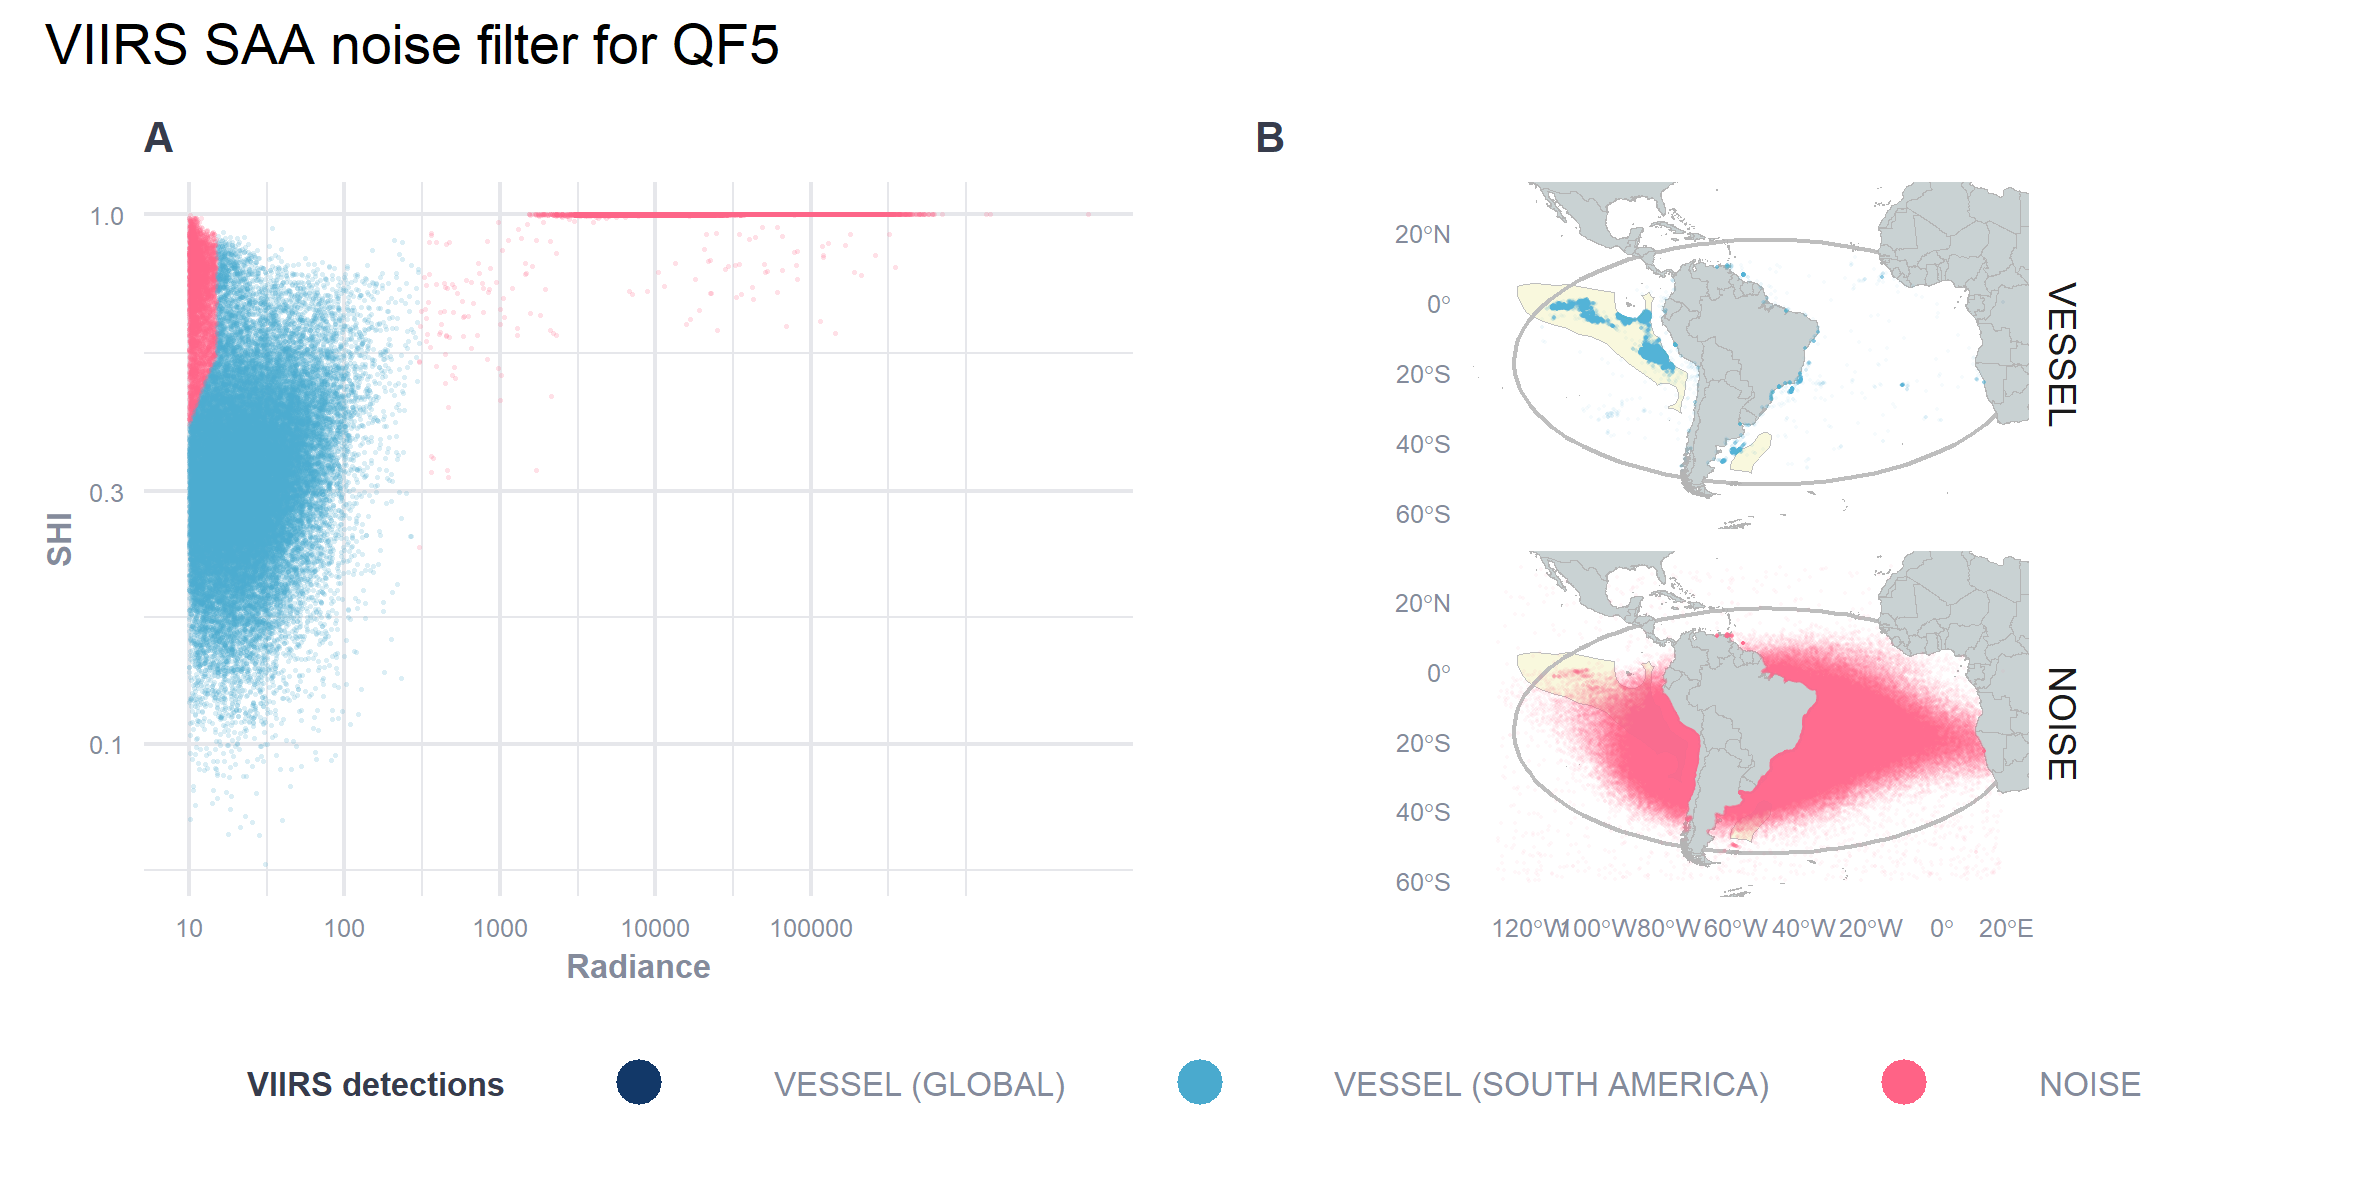 VIIRS SAA noise filter for QF5
A
1.0
0.3
0.1
SHI
10 100 1000 10000 100000
Radiance
B
20°N
0°
20°S
40°S
60°S
VESSEL
20°N
0°
20°S
40°S
60°S
NOISE
120°W 100°W 80°W 60°W 40°W 20°W 0° 20°E
VIIRS detections VESSEL (GLOBAL) VESSEL (SOUTH AMERICA) NOISE